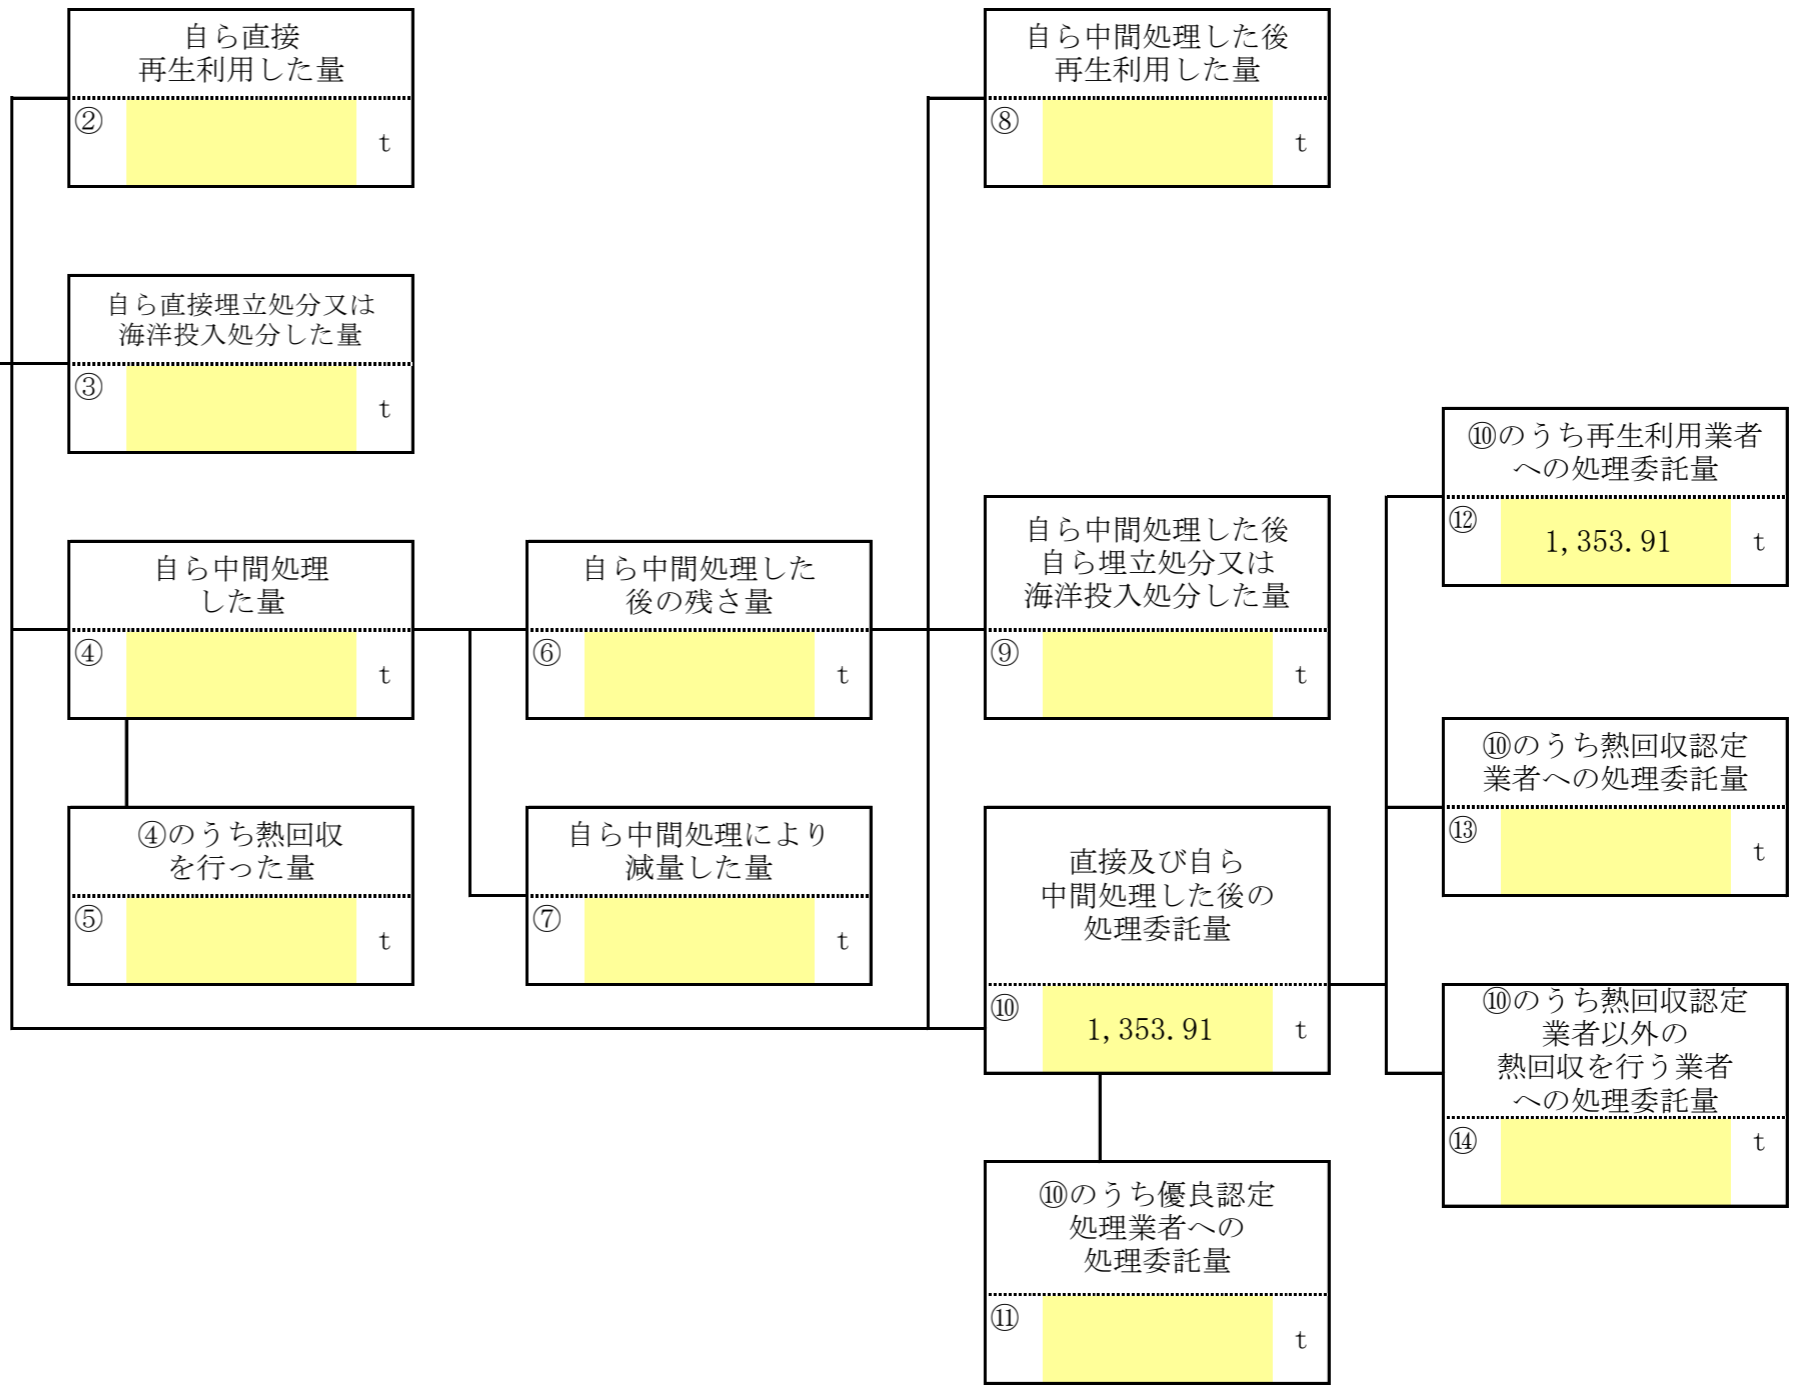 自ら直接
再生利用した量
②
t
自ら中間処理した後
再生利用した量
⑧
t
自ら直接埋立処分又は
海洋投入処分した量
③
t
⑩のうち再生利用業者
への処理委託量
⑫
1,353.91
t
自ら中間処理
した量
④
t
自ら中間処理した
後の残さ量
⑥
t
自ら中間処理した後
自ら埋立処分又は
海洋投入処分した量
⑨
t
⑩のうち熱回収認定
業者への処理委託量
⑬
t
④のうち熱回収
を行った量
⑤
t
自ら中間処理により
減量した量
⑦
t
直接及び自ら
中間処理した後の
処理委託量
⑩
1,353.91
t
⑩のうち熱回収認定
業者以外の
熱回収を行う業者
への処理委託量
⑭
t
⑩のうち優良認定
処理業者への
処理委託量
⑪
t